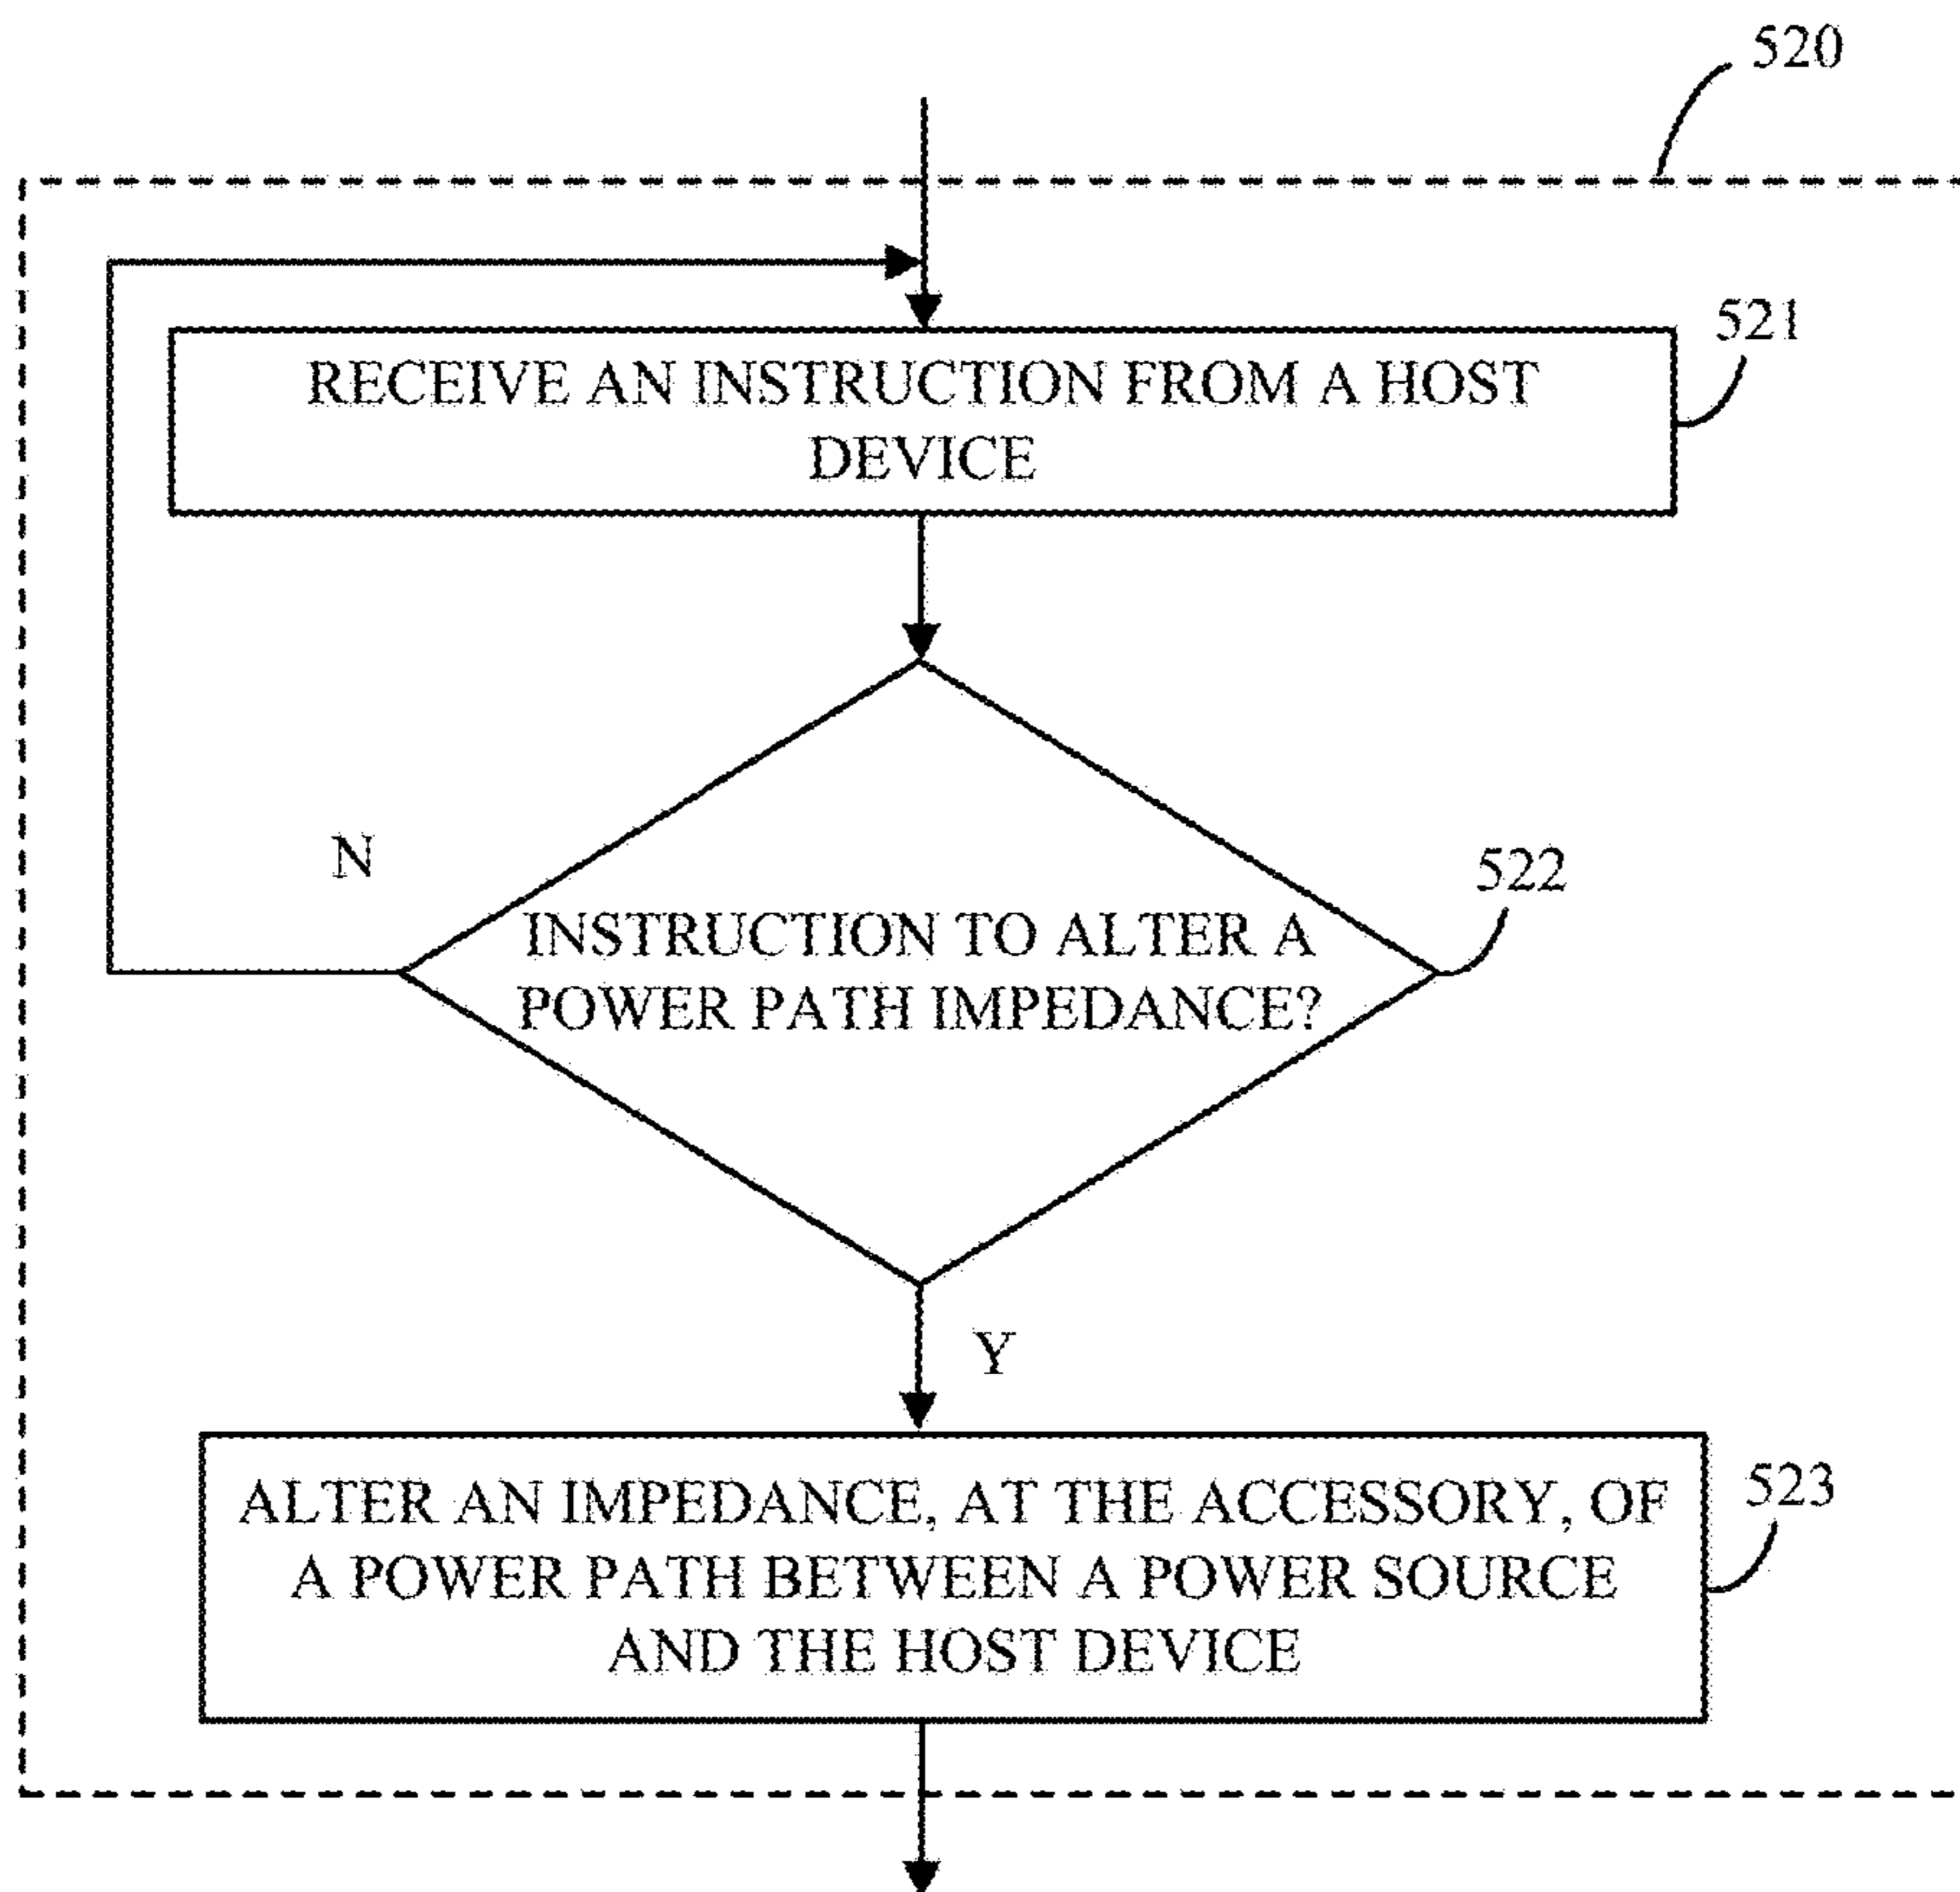 520
521
RECEIVE AN INSTRUCTION FROM A HOST
DEVICE
N
522
INSTRUCTION TO ALTER A
POWER PATH IMPEDANCE?
Y
523
ALTER AN IMPEDANCE, AT THE ACCESSORY, OF
A POWER PATH BETWEEN A POWER SOURCE
AND THE HOST DEVICE